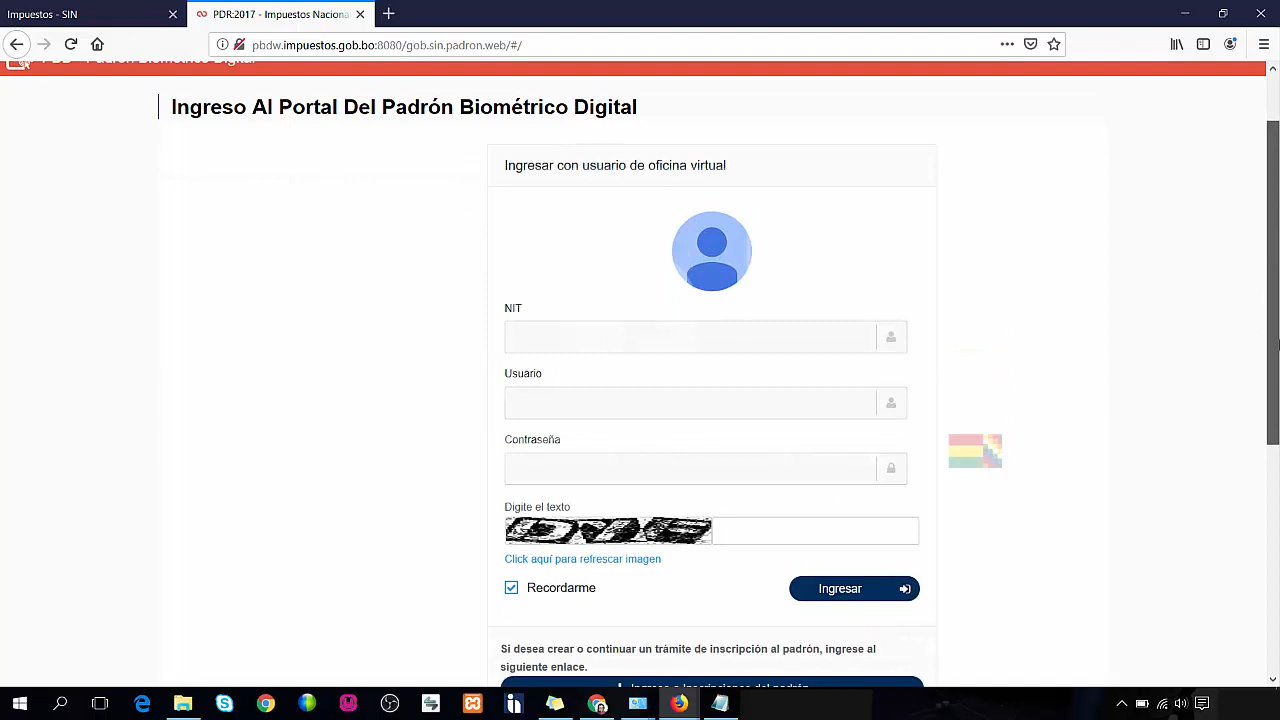 Impuestos - SIN
PDR:2017 - Impuestos Naciona
pbdw.impuestos.gob.bo:8080/gob.sin.padron.web/#/
Ingreso Al Portal Del Padrón Biométrico Digital
Ingresar con usuario de oficina virtual
NIT
Usuario
Contraseña
Digite el texto
Click aquí para refrescar imagen
Recordarme
Ingresar
Si desea crear o continuar un trámite de inscripción al padrón, ingrese al
siguiente enlace.